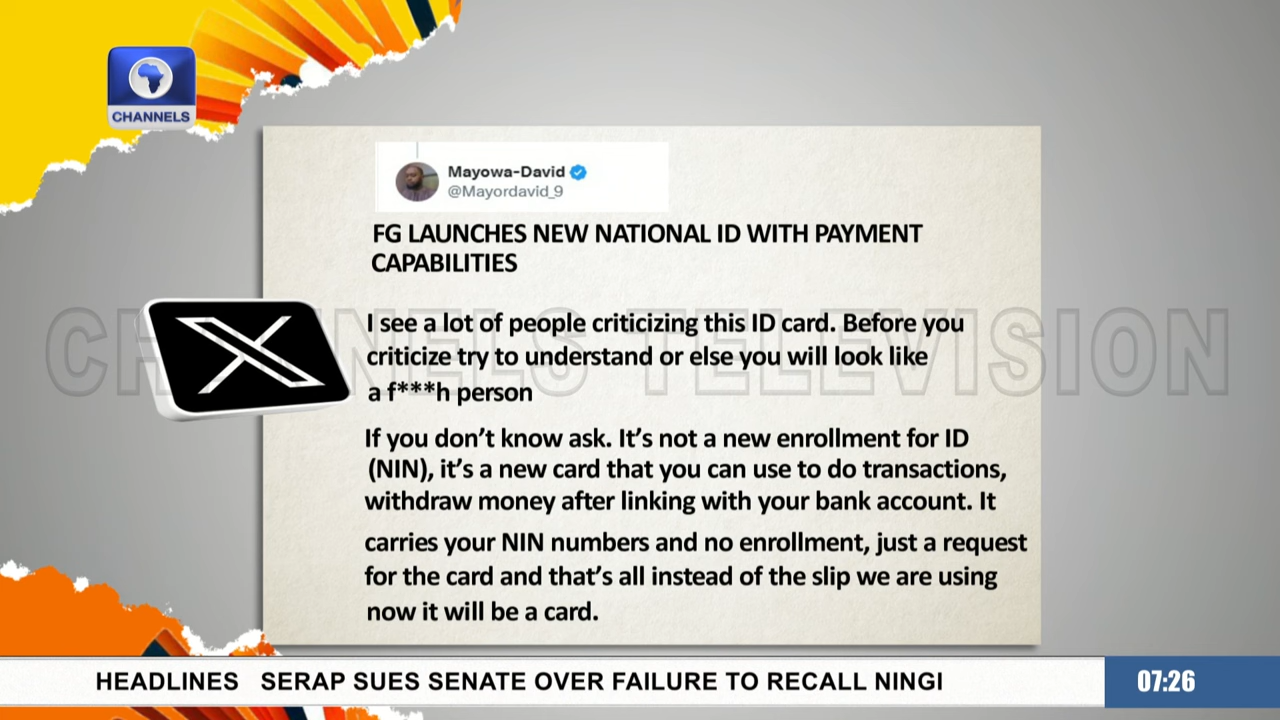 CHANNELS
Mayowa-David
@Mayordavid_9
FG LAUNCHES NEW NATIONAL ID WITH PAYMENT
CAPABILITIES
I see a lot of people criticizing this ID card. Before you
criticize try to understand or else you will look like
a f***h person
If you don't know ask. It's not a new enrollment for ID
(NIN), it's a new card that you can use to do transactions,
withdraw money after linking with your bank account. It
carries your NIN numbers and no enrollment, just a request
for the card and that's all instead of the slip we are using
now it will be a card.
CHANNELS TELEVISION
HEADLINES SERAP SUES SENATE OVER FAILURE TO RECALL NINGI
07:26